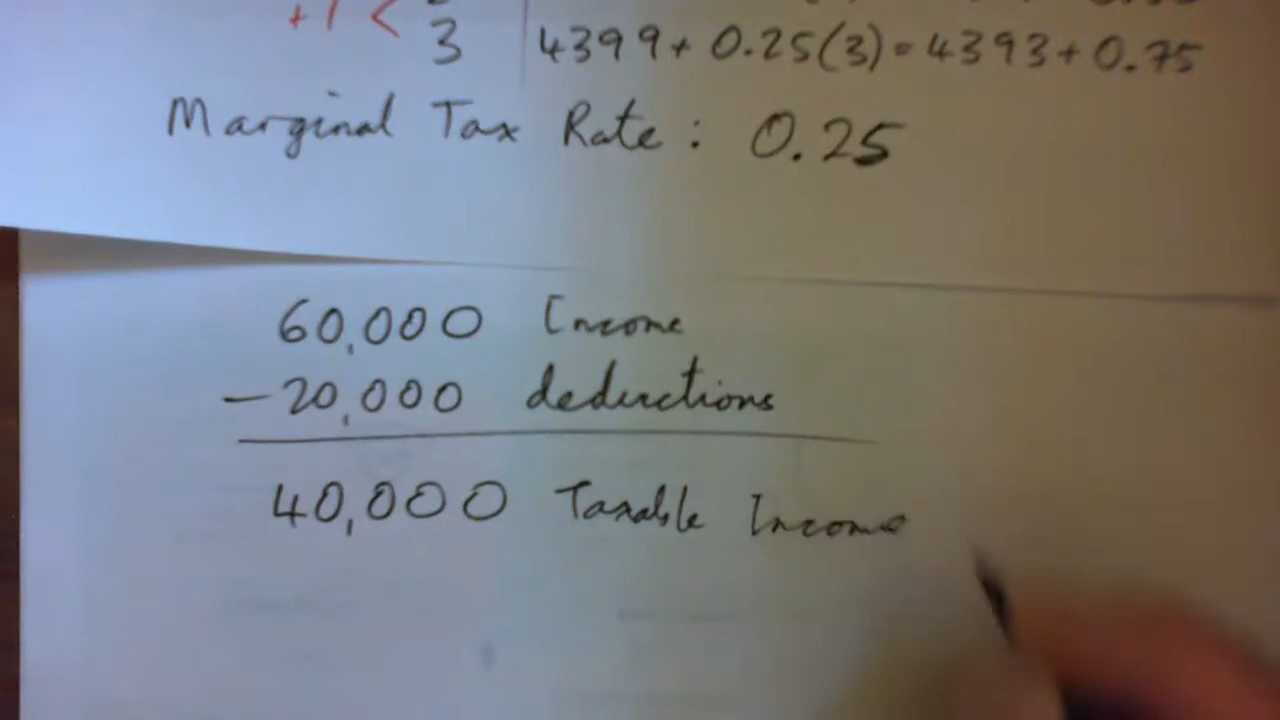 +1 < 3 4399 + 0.25(3) = 4393 + 0.75
Marginal Tax Rate : 0.25
60,000 Income
- 20,000 deductions
40,000 Taxable Income